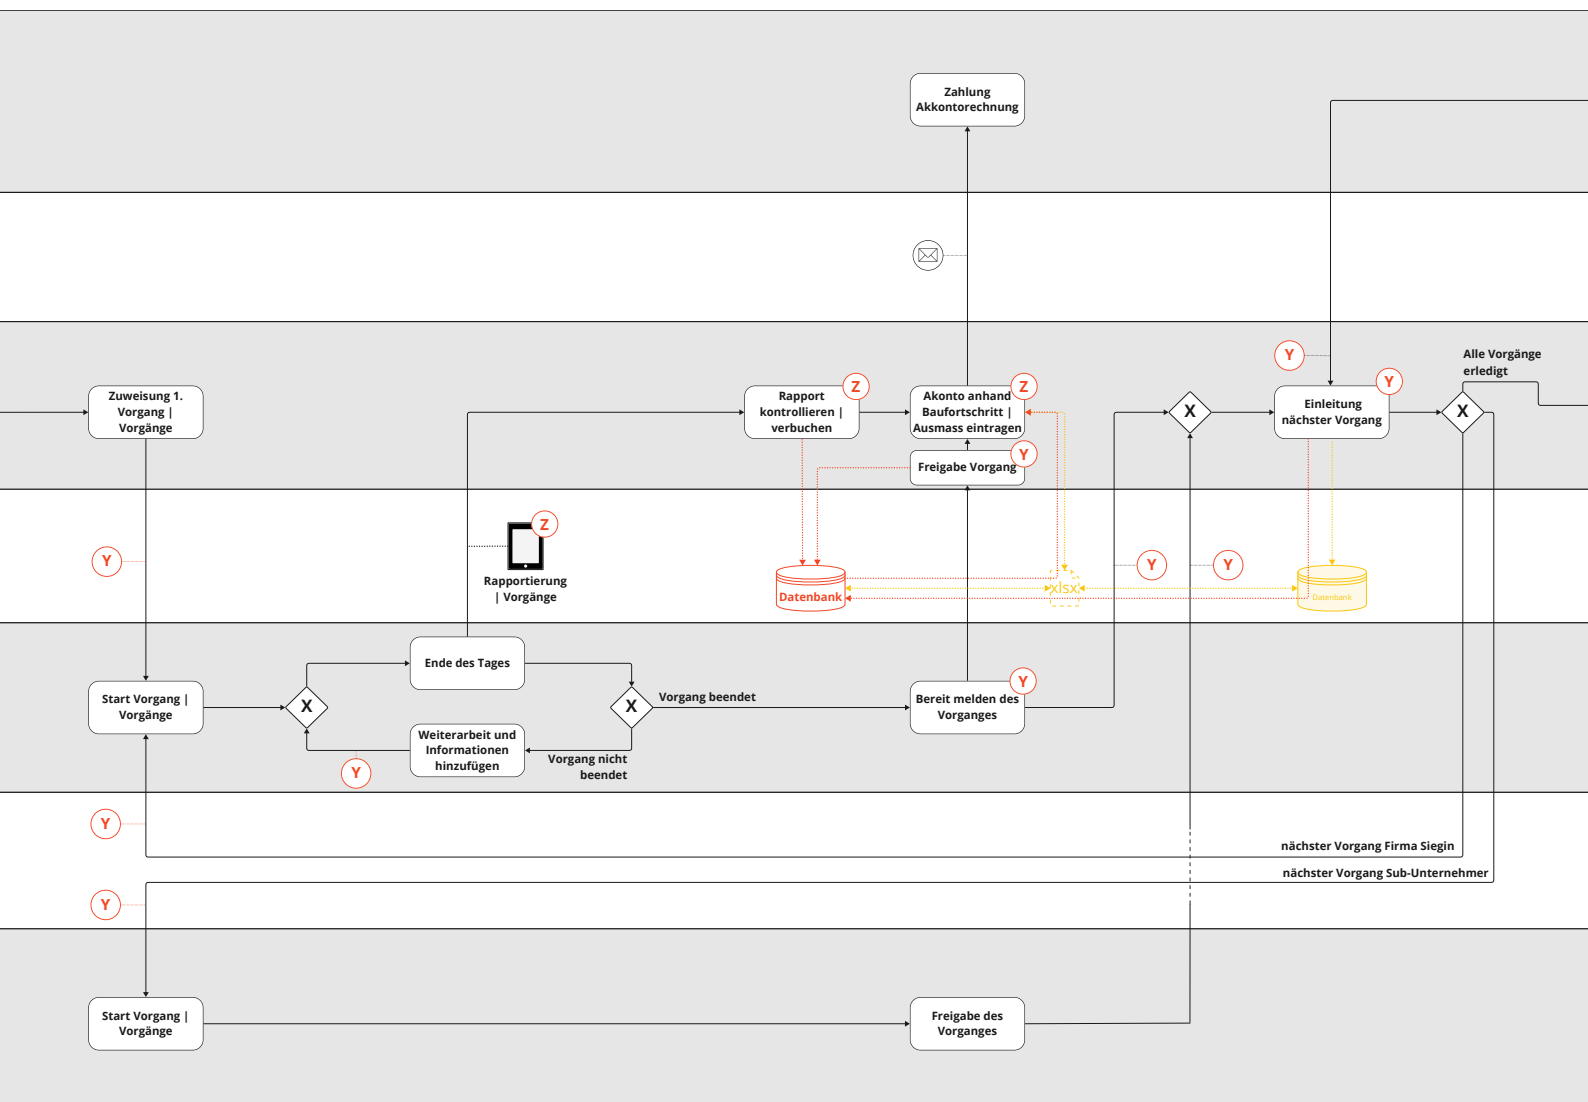 Zahlung
Akkontorechnung
Y
Alle Vorgänge
erledigt
Zuweisung 1.
Vorgang |
Vorgänge
Z
Rapport
kontrollieren |
verbuchen
Z
Akonto anhand
Baufortschritt |
Ausmass eintragen
X
Y
Einleitung
nächster Vorgang
X
Y
Freigabe Vorgang
Y
Z
Rapportierung
| Vorgänge
Datenbank
xlsx
Y
Y
Datenbank
Start Vorgang |
Vorgänge
X
Ende des Tages
X
Vorgang beendet
Y
Bereit melden des
Vorganges
Weiterarbeit und
Informationen
hinzufügen
Vorgang nicht
beendet
Y
Y
nächster Vorgang Firma Siegin
nächster Vorgang Sub-Unternehmer
Y
Start Vorgang |
Vorgänge
Freigabe des
Vorganges